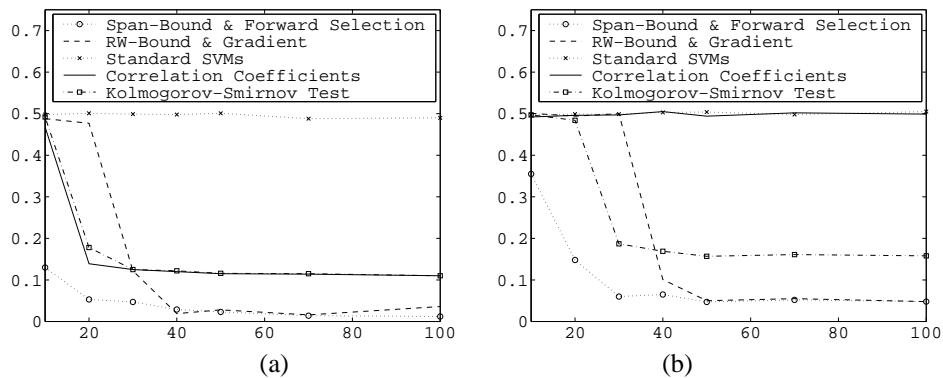 0.7
0.6
0.5
0.4
0.3
0.2
0.1
0
20
40
60
80
100
Span-Bound & Forward Selection
RW-Bound & Gradient
Standard SVMs
Correlation Coefficients
Kolmogorov-Smirnov Test
(a)
0.7
0.6
0.5
0.4
0.3
0.2
0.1
0
20
40
60
80
100
Span-Bound & Forward Selection
RW-Bound & Gradient
Standard SVMs
Correlation Coefficients
Kolmogorov-Smirnov Test
(b)